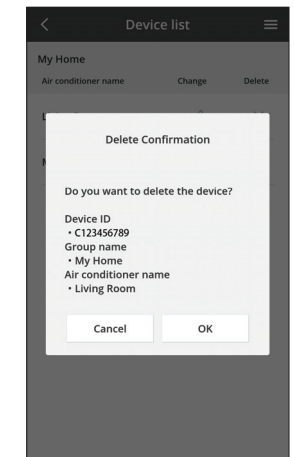 Device list
My Home
Air conditioner name Change Delete
Delete Confirmation
Do you want to delete the device?
Device ID
・C123456789
Group name
・My Home
Air conditioner name
・Living Room
Cancel OK